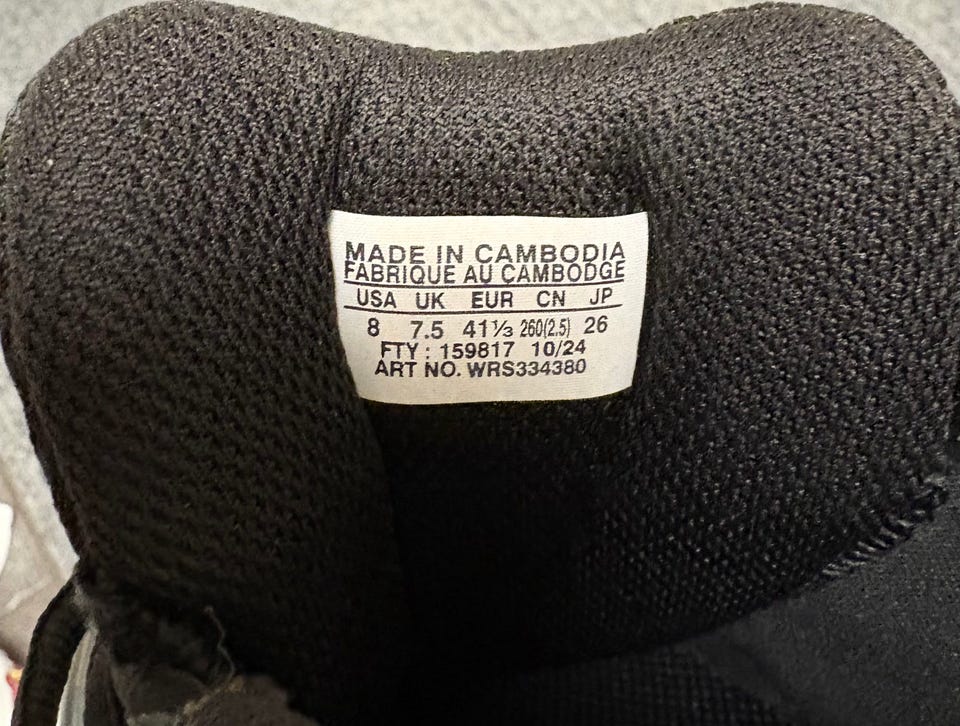 MADE IN CAMBODIA
FABRIQUE AU CAMBODGE
USA UK EUR CN JP
8 7.5 41⅓ 260(2.5) 26
FTY : 159817 10/24
ART NO. WRS334380